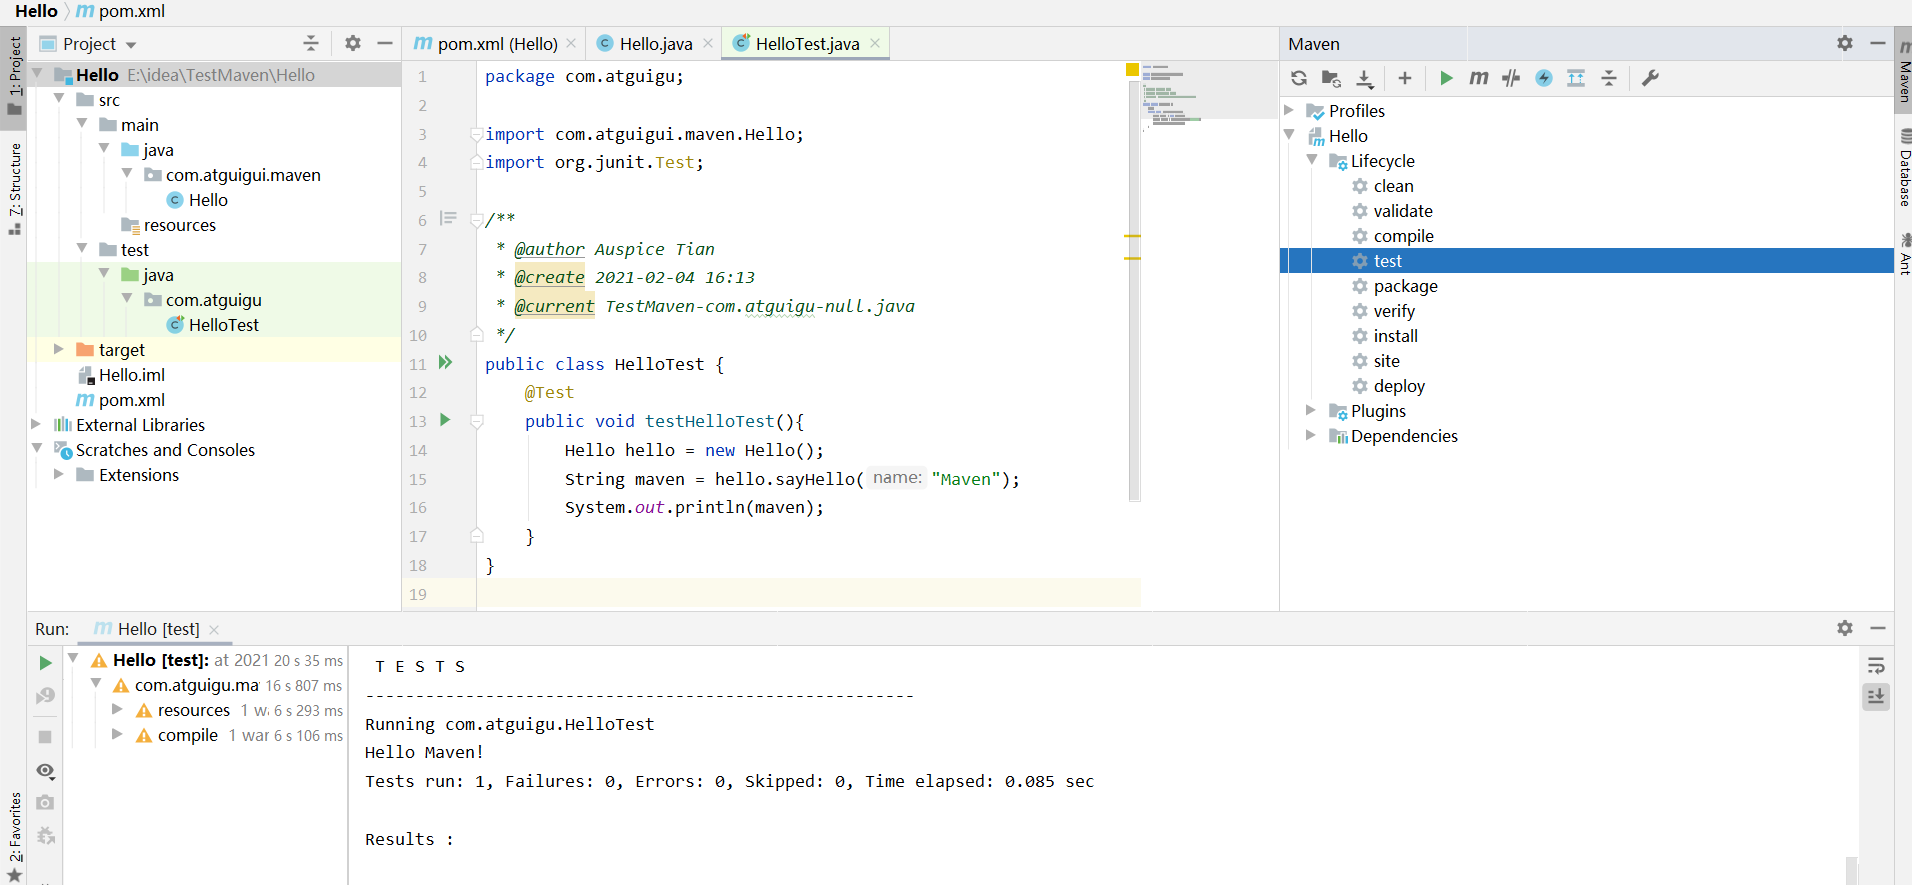 Hello pom.xml
1: Project
7: Structure
2: Favorites
Project
Hello E:\idea\TestMaven\Hello
src
main
java
com.atguigui.maven
Hello
resources
test
java
com.atguigu
HelloTest
target
Hello.iml
pom.xml
External Libraries
Scratches and Consoles
Extensions
pom.xml (Hello) Hello.java HelloTest.java
1 package com.atguigu;
2
3 import com.atguigui.maven.Hello;
4 import org.junit.Test;
5
6 /**
7 * @author Auspice Tian
8 * @create 2021-02-04 16:13
9 * @current TestMaven-com.atguigu-null.java
10 */
11 public class HelloTest {
12 @Test
13 public void testHelloTest(){
14 Hello hello = new Hello();
15 String maven = hello.sayHello( name: "Maven");
16 System.out.println(maven);
17 }
18 }
19
Maven
Profiles
Hello
Lifecycle
clean
validate
compile
test
package
verify
install
site
deploy
Plugins
Dependencies
Maven
Database
Ant
Run: Hello [test]
Hello [test]: at 2021 20 s 35 ms
com.atguigu.ma 16 s 807 ms
resources 1 wa 6 s 293 ms
compile 1 war 6 s 106 ms
T E S T S
-------------------------------------------------------
Running com.atguigu.HelloTest
Hello Maven!
Tests run: 1, Failures: 0, Errors: 0, Skipped: 0, Time elapsed: 0.085 sec
Results :